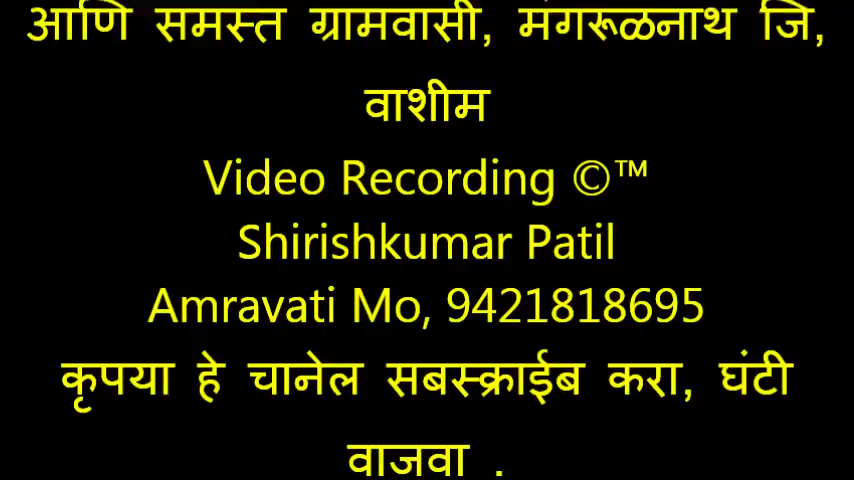 आणि समस्त ग्रामवासी, मंगरूळनाथ जि,
वाशीम
Video Recording ©™
Shirishkumar Patil
Amravati Mo, 9421818695
कृपया हे चानेल सबस्क्राईब करा, घंटी
वाजवा .